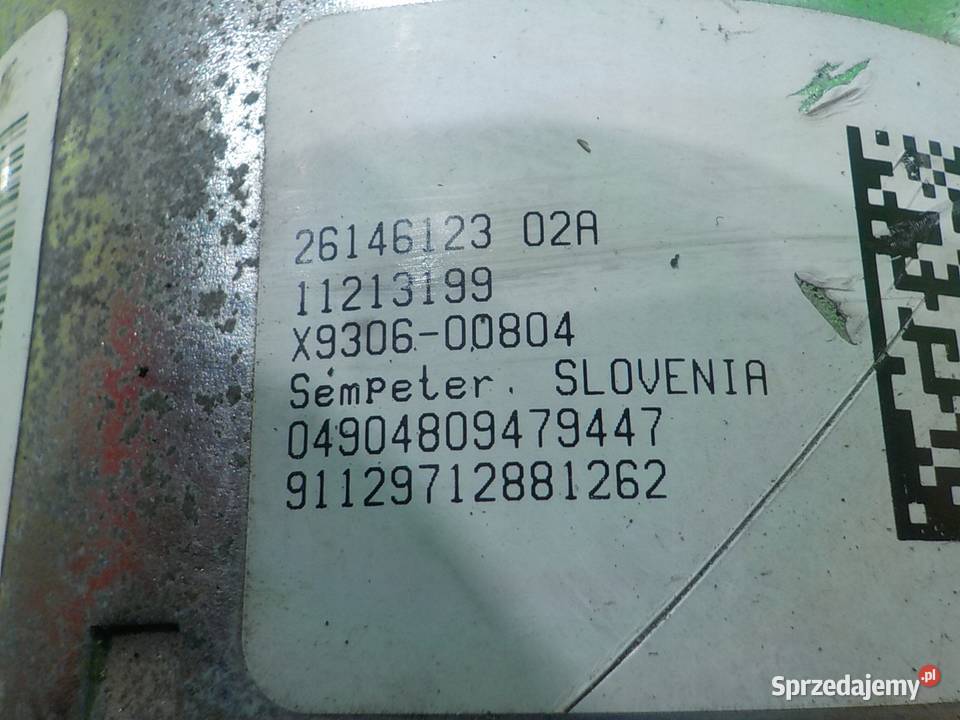 26146123 02A
11213199
X9306-00804
Sempeter. SLOVENIA
04904809479447
91129712881262
Sprzedajemy.pl